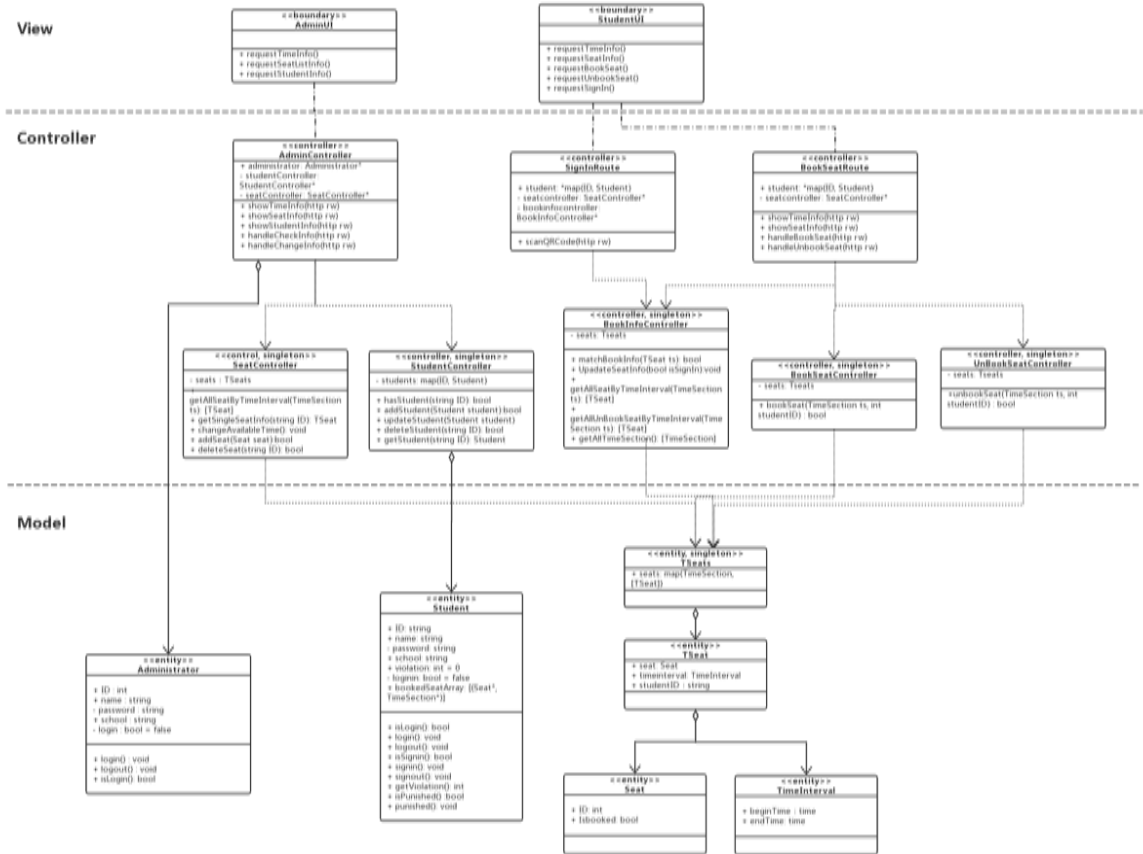 View
<<boundary>>
AdminUI
+ requestTimeInfo()
+ requestSeatListInfo()
+ requestStudentInfo()
<<boundary>>
StudentUI
+ requestTimeInfo()
+ requestSeatInfo()
+ requestBookSeat()
+ requestUnbookSeat()
+ requestSignIn()
Controller
<<controller>>
AdminController
+ administrator: Administrator*
- studentController:
StudentController*
- seatController: SeatController*
+ showTimeInfo(http rw)
+ showSeatInfo(http rw)
+ showStudentInfo(http rw)
+ handleCheckInfo(http rw)
+ handleChangeInfo(http rw)
<<controller>>
SignInRoute
+ student: *map(ID, Student)
- seatcontroller: SeatController*
- bookinfocontroller:
BookInfoController*
+ scanQRCode(http rw)
<<controller>>
BookSeatRoute
+ student: *map(ID, Student)
- seatcontroller: SeatController*
+ showTimeInfo(http rw)
+ showSeatInfo(http rw)
+ handleBookSeat(http rw)
+ handleUnbookSeat(http rw)
<<control, singleton>>
SeatController
- seats : TSeats
+
getAllSeatByTimeInterval(TimeSection
ts): [TSeat]
+ getSingleSeatInfo(string ID): TSeat
+ changeAvailableTime(): void
+ addSeat(Seat seat):bool
+ deleteSeat(string ID): bool
<<controller, singleton>>
StudentController
- students: map(ID, Student)
+ hasStudent(string ID): bool
+ addStudent(Student student):bool
+ updateStudent(Student student)
+ deleteStudent(string ID): bool
+ getStudent(string ID): Student
<<controller, singleton>>
BookInfoController
- seats: Tseats
+ matchBookInfo(TSeat ts): bool
+ UpdateSeatInfo(bool isSignIn):void
+
getAllSeatByTimeInterval(TimeSection
ts): [TSeat]
+
getAllUnBookSeatByTimeInterval(Time
Section ts): [TSeat]
+ getAllTimeSection(): [TimeSection]
<<controller, singleton>>
BookSeatController
- seats: Tseats
+ bookSeat(TimeSection ts, int
studentID) : bool
<<controller, singleton>>
UnBookSeatController
- seats: Tseats
+unbookSeat(TimeSection ts, int
studentID) : bool
Model
<<entity, singleton>>
TSeats
+ seats: map(TimeSection,
[TSeat])
<<entity>>
TSeat
+ seat: Seat
+ timeinterval: TimeInterval
+ studentID : string
<<entity>>
Student
+ ID: string
+ name: string
- password: string
+ school: string
+ violation: int = 0
- loginin: bool = false
+ bookedSeatArray: [(Seat*,
TimeSection*)]
+ isLogin(): bool
+ login(): void
+ logout(): void
+ isSignin(): bool
+ signin(): void
+ signout(): void
+ getViolation(): int
+ isPunished(): bool
+ punished(): void
<<entity>>
Administrator
+ ID : int
+ name : string
- password : string
+ school : string
- login : bool = false
+ login() : void
+ logout() : void
+ isLogin(): bool
<<entity>>
Seat
+ ID: int
+ Isbooked: bool
<<entity>>
TimeInterval
+ beginTime : time
+ endTime: time